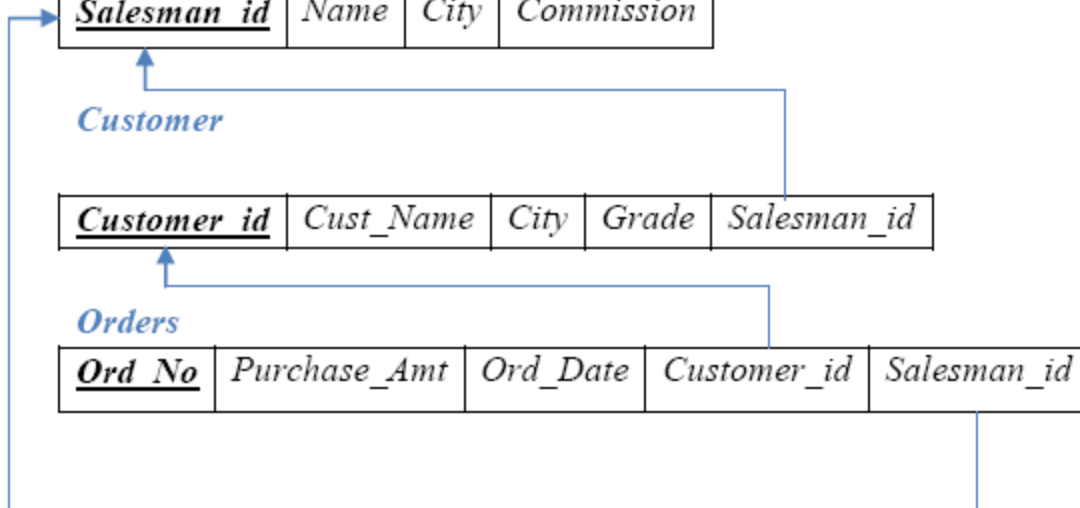 Salesman_id Name City Commission
Customer
Customer_id Cust_Name City Grade Salesman_id
Orders
Ord_No Purchase_Amt Ord_Date Customer_id Salesman_id